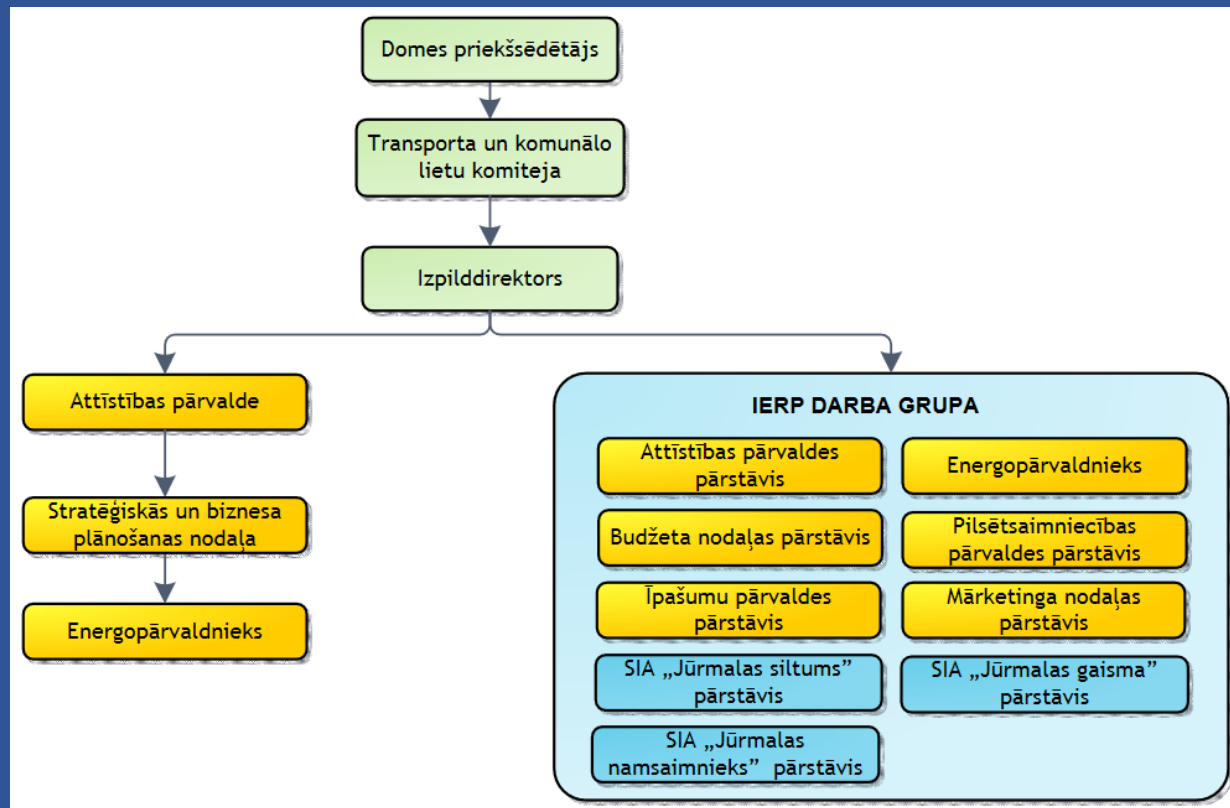 Domes priekšsēdētājs
Transporta un komunālo
lietu komiteja
Izpilddirektors
Attīstības pārvalde
Stratēģiskās un biznesa
plānošanas nodaļa
Energopārvaldnieks
IERP DARBA GRUPA
Attīstības pārvaldes
pārstāvis
Energopārvaldnieks
Budžeta nodaļas pārstāvis
Pilsētsaimniecības
pārvaldes pārstāvis
Īpašumu pārvaldes
pārstāvis
Mārketinga nodaļas
pārstāvis
SIA „Jūrmalas siltums”
pārstāvis
SIA „Jūrmalas gaisma”
pārstāvis
SIA „Jūrmalas
namsaimnieks” pārstāvis